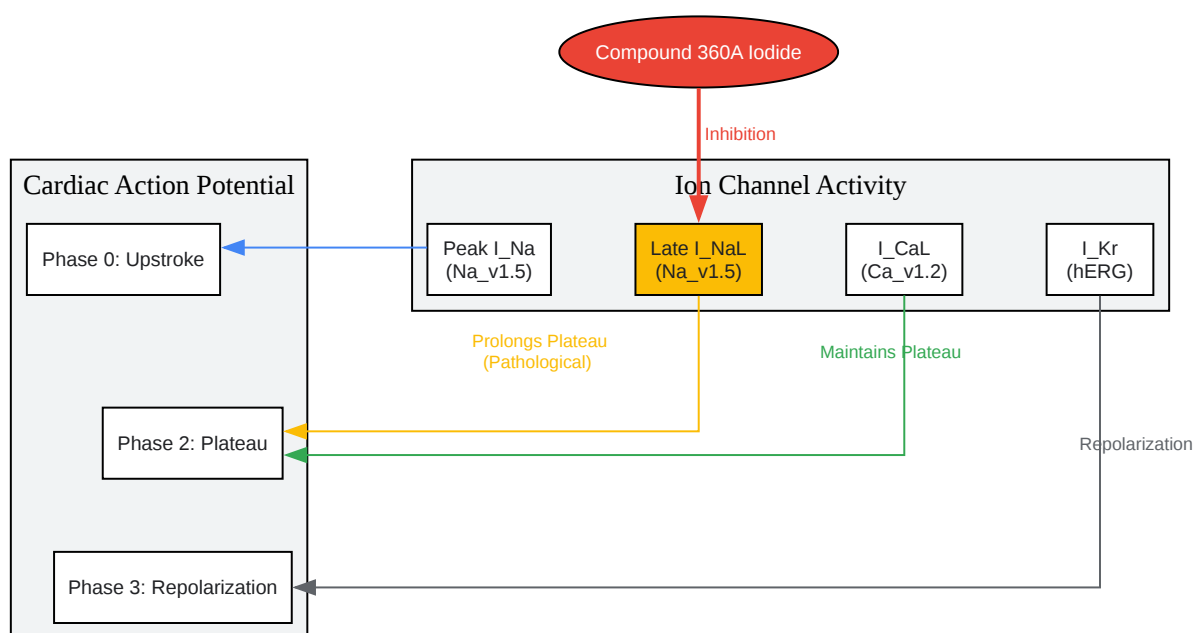 Compound 360A Iodide
Inhibition
Cardiac Action Potential
Ion Channel Activity
Phase 0: Upstroke
Peak I_Na
(Na_v1.5)
Late I_NaL
(Na_v1.5)
I_CaL
(Ca_v1.2)
I_Kr
(hERG)
Prolongs Plateau
(Pathological)
Maintains Plateau
Phase 2: Plateau
Repolarization
Phase 3: Repolarization